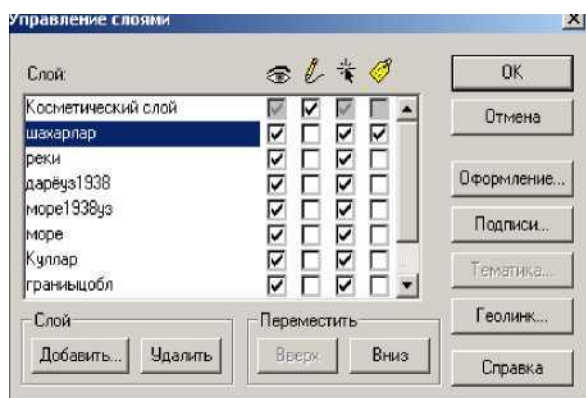 Управление слоями
Слой:
OK
Косметический слой
Отмена
шахарлар
реки
дарёуз1938
Оформление...
море1938уз
Подписи...
море
Куллар
Тематика...
граниыцобл
Слой
Переместить
Геолинк...
Добавить...
Удалить
Вверх
Вниз
Справка